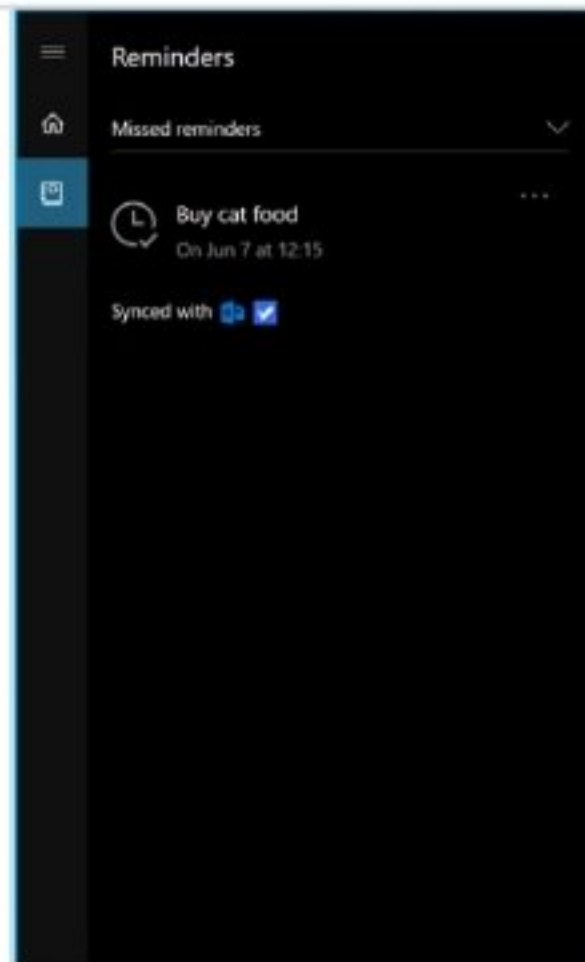 Reminders
Missed reminders
Buy cat food
On Jun 7 at 12:15
Synced with